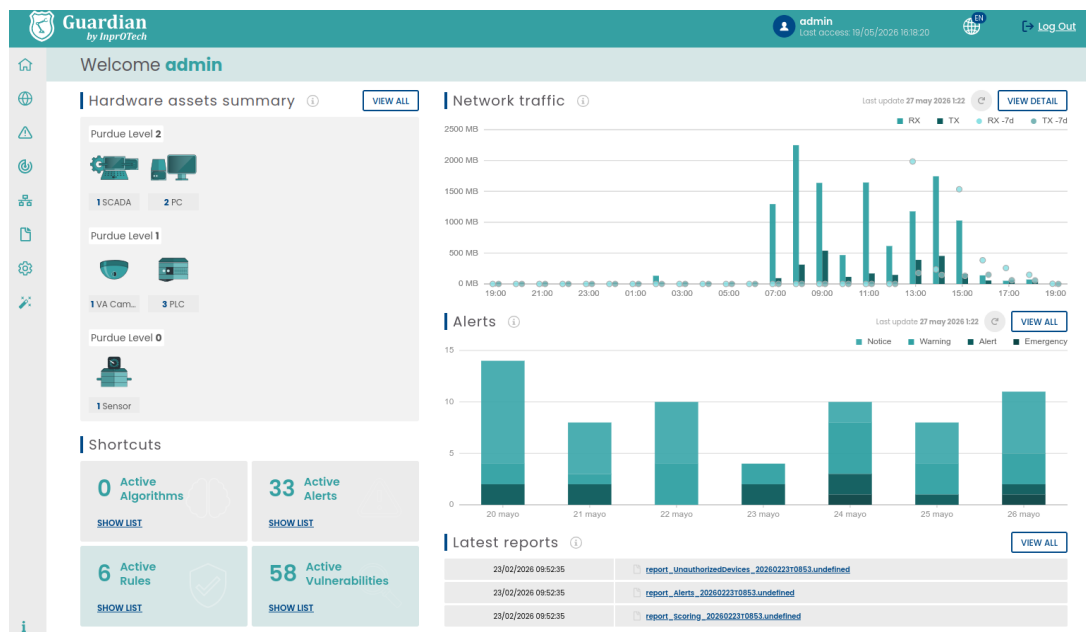 Guardian
by InprOTech
admin
Last access: 19/05/2026 16:18:20
EN
Log Out
Welcome admin
Hardware assets summary
VIEW ALL
Purdue Level 2
1 SCADA
2 PC
Purdue Level 1
1 VA Cam...
3 PLC
Purdue Level 0
1 Sensor
Shortcuts
0 Active Algorithms
SHOW LIST
33 Active Alerts
SHOW LIST
6 Active Rules
SHOW LIST
58 Active Vulnerabilities
SHOW LIST
Network traffic
Last update 27 may 2026 1:22
VIEW DETAIL
RX TX RX -7d TX -7d
2500 MB
2000 MB
1500 MB
1000 MB
500 MB
0 MB
19:00 21:00 23:00 01:00 03:00 05:00 07:00 09:00 11:00 13:00 15:00 17:00 19:00
Alerts
Last update 27 may 2026 1:22
VIEW ALL
Notice Warning Alert Emergency
15
10
5
0
20 mayo 21 mayo 22 mayo 23 mayo 24 mayo 25 mayo 26 mayo
Latest reports
VIEW ALL
23/02/2026 09:52:35 report_UnauthorizedDevices_20260223T0853.undefined
23/02/2026 09:52:35 report_Alerts_20260223T0853.undefined
23/02/2026 09:52:35 report_Scoring_20260223T0853.undefined